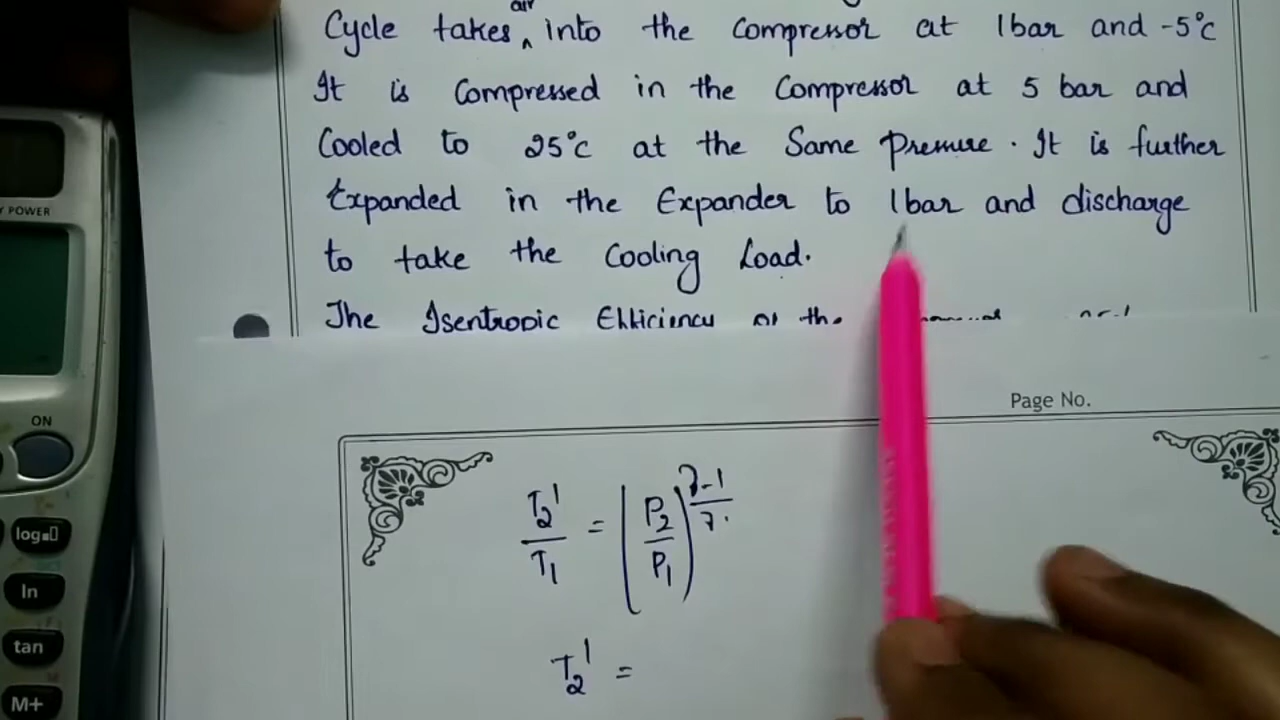 Cycle takes air into the compressor at 1bar and -5°c
It is compressed in the compressor at 5 bar and
Cooled to 25°c at the same pressure. It is further
Expanded in the Expander to 1bar and discharge
to take the cooling Load.
The Isentropic Efficiency of the
Page No.
T₂'/T₁ = (P₂/P₁)^(γ-1)/γ.
T₂' =
POWER
ON
log
ln
tan
M+